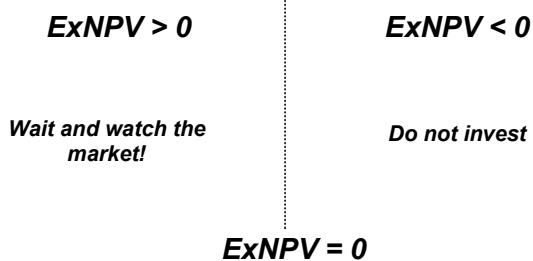 ExNPV > 0
ExNPV < 0
Wait and watch the
market!
Do not invest
ExNPV = 0